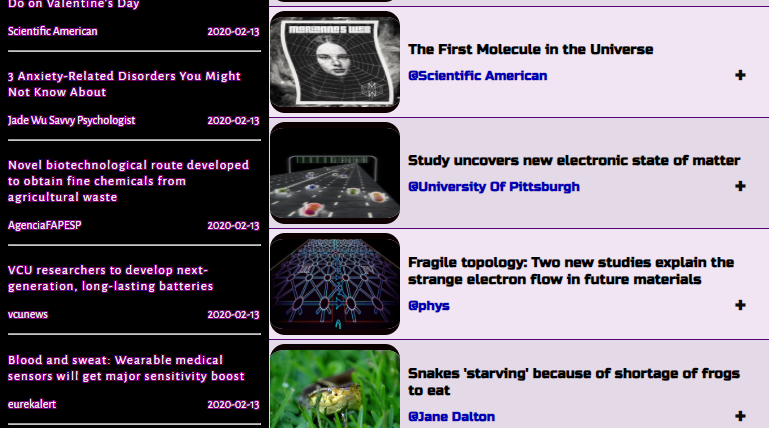 Do on Valentine's Day
Scientific American 2020-02-13
3 Anxiety-Related Disorders You Might
Not Know About
Jade Wu Savvy Psychologist 2020-02-13
Novel biotechnological route developed
to obtain fine chemicals from
agricultural waste
AgenciaFAPESP 2020-02-13
VCU researchers to develop next-
generation, long-lasting batteries
vcunews 2020-02-13
Blood and sweat: Wearable medical
sensors will get major sensitivity boost
eurekalert 2020-02-13
MARIANNA'S WEB
The First Molecule in the Universe
@Scientific American +
Study uncovers new electronic state of matter
@University Of Pittsburgh +
Fragile topology: Two new studies explain the
strange electron flow in future materials
@phys +
Snakes 'starving' because of shortage of frogs
to eat
@Jane Dalton +